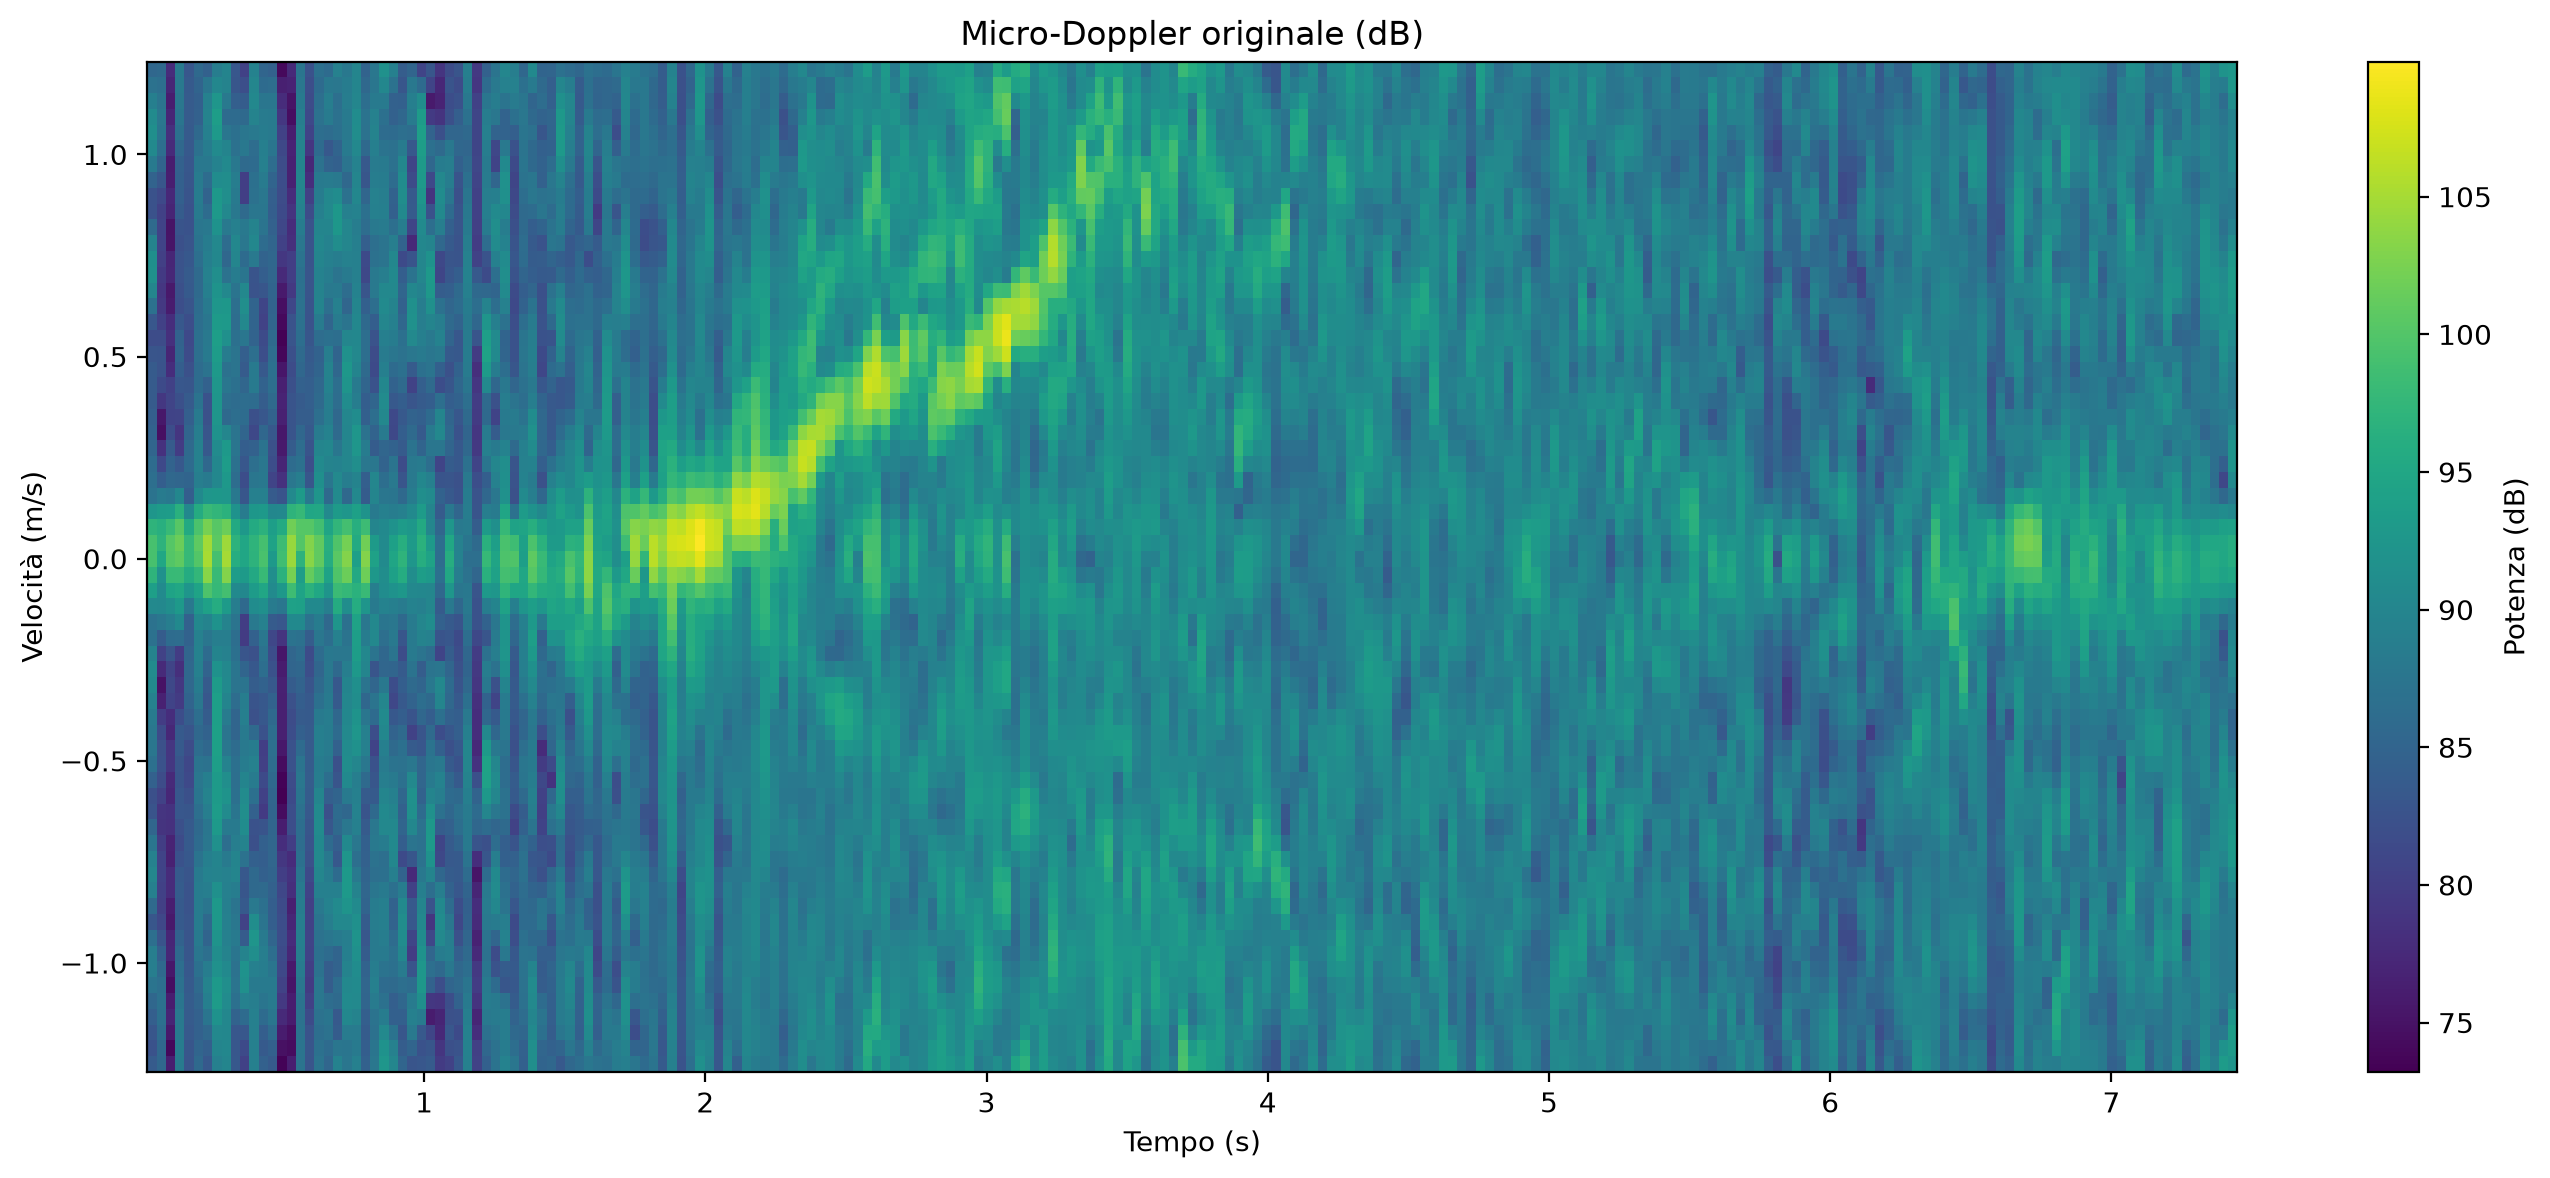 Micro-Doppler originale (dB)
Velocità (m/s)
1.0
0.5
0.0
−0.5
−1.0
1 2 3 4 5 6 7
Tempo (s)
105
100
95
90
85
80
75
Potenza (dB)